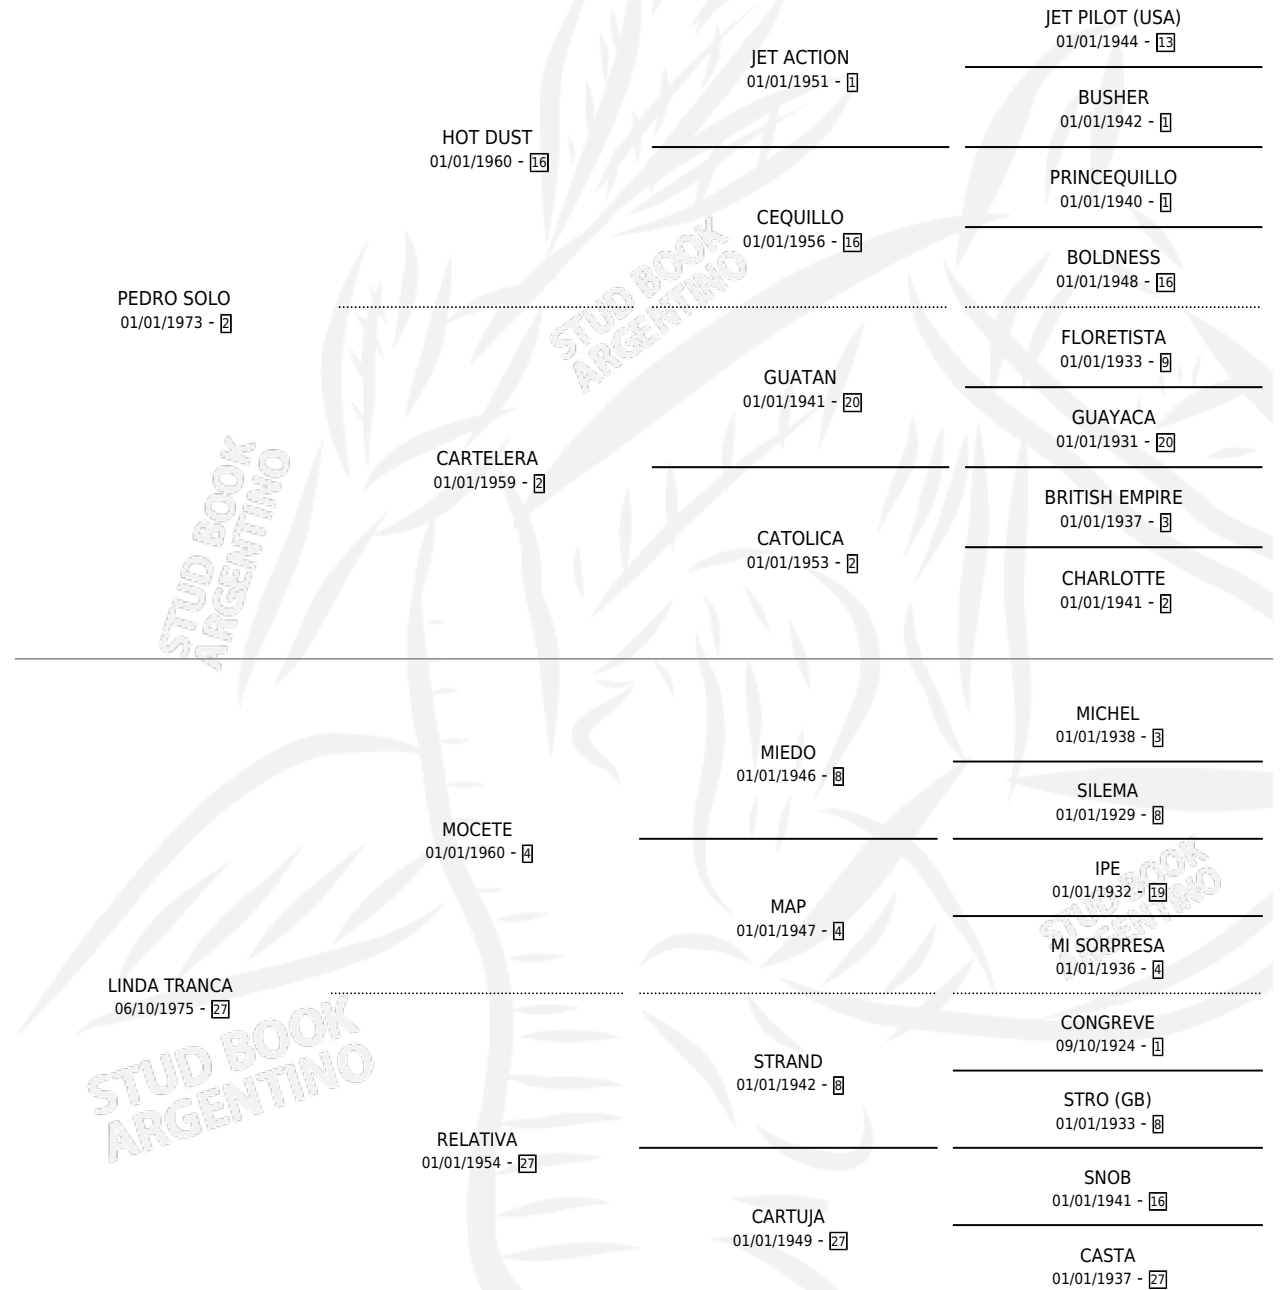 JET PILOT (USA)
01/01/1944 - 13
JET ACTION
01/01/1951 - 1
BUSHER
01/01/1942 - 1
HOT DUST
01/01/1960 - 16
PRINCEQUILLO
01/01/1940 - 1
CEQUILLO
01/01/1956 - 16
BOLDNESS
01/01/1948 - 16
PEDRO SOLO
01/01/1973 - 2
FLORETISTA
01/01/1933 - 9
GUATAN
01/01/1941 - 20
GUAYACA
01/01/1931 - 20
CARTELERA
01/01/1959 - 2
BRITISH EMPIRE
01/01/1937 - 3
CATOLICA
01/01/1953 - 2
CHARLOTTE
01/01/1941 - 2
MICHEL
01/01/1938 - 3
MIEDO
01/01/1946 - 8
SILEMA
01/01/1929 - 8
MOCETE
01/01/1960 - 4
IPE
01/01/1932 - 19
MAP
01/01/1947 - 4
MI SORPRESA
01/01/1936 - 4
LINDA TRANCA
06/10/1975 - 27
CONGREVE
09/10/1924 - 1
STRAND
01/01/1942 - 8
STRO (GB)
01/01/1933 - 8
RELATIVA
01/01/1954 - 27
SNOB
01/01/1941 - 16
CARTUJA
01/01/1949 - 27
CASTA
01/01/1937 - 27
STUD BOOK
ARGENTINO
STUD BOOK
ARGENTINO
STUD BOOK
ARGENTINO
STUD BOOK
ARGENTINO